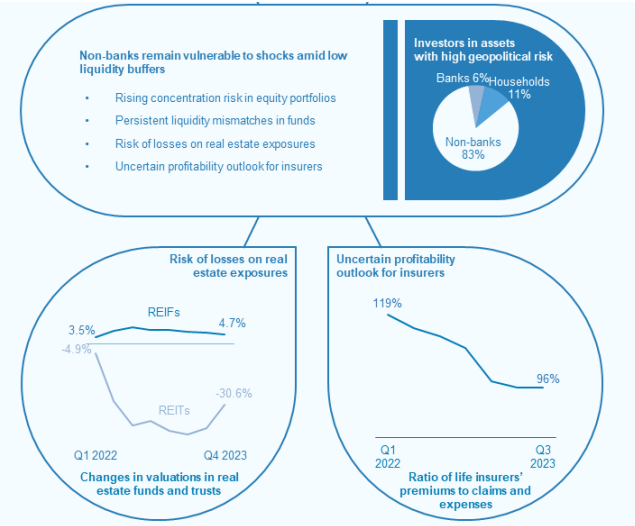 Non-banks remain vulnerable to shocks amid low
liquidity buffers
• Rising concentration risk in equity portfolios
• Persistent liquidity mismatches in funds
• Risk of losses on real estate exposures
• Uncertain profitability outlook for insurers
Investors in assets
with high geopolitical risk
Banks 6%
Households
11%
Non-banks
83%
Risk of losses on real
estate exposures
REIFs
3.5%
4.7%
-4.9%
-30.6%
REITs
Q1 2022
Q4 2023
Changes in valuations in real
estate funds and trusts
Uncertain profitability
outlook for insurers
119%
96%
Q1
2022
Q3
2023
Ratio of life insurers'
premiums to claims and
expenses